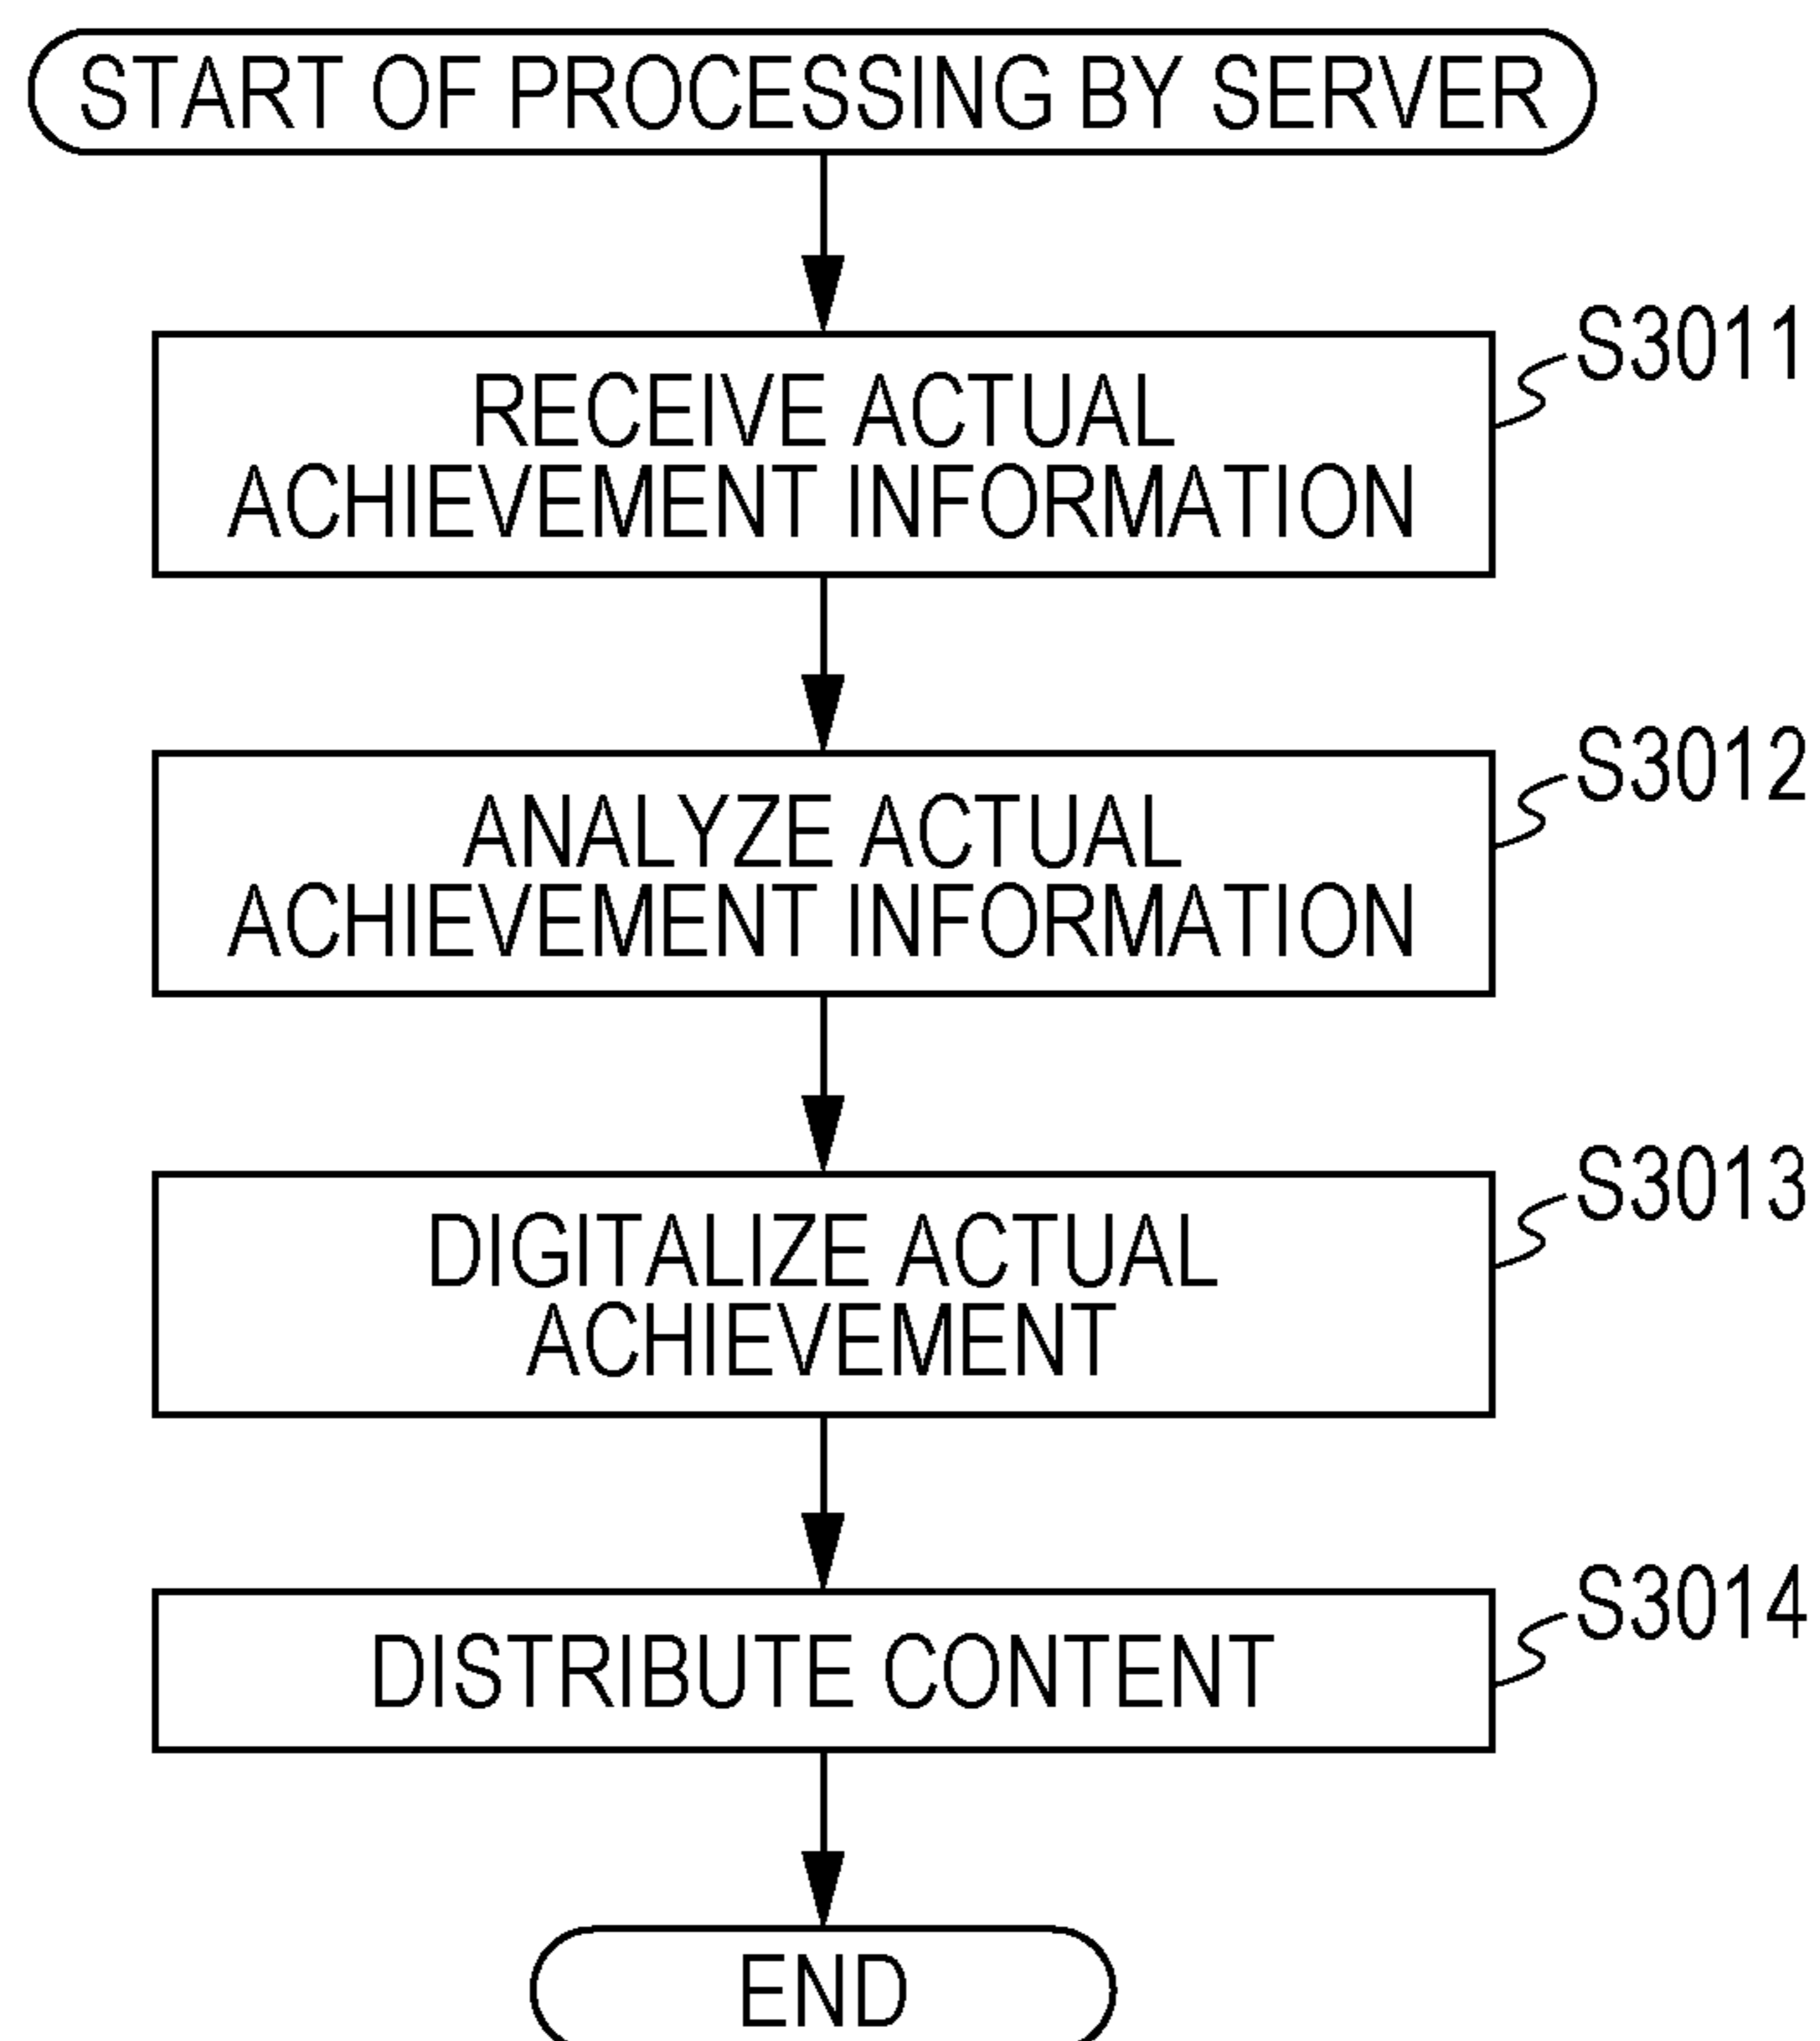 START OF PROCESSING BY SERVER
S3011
RECEIVE ACTUAL
ACHIEVEMENT INFORMATION
S3012
ANALYZE ACTUAL
ACHIEVEMENT INFORMATION
S3013
DIGITALIZE ACTUAL
ACHIEVEMENT
S3014
DISTRIBUTE CONTENT
END